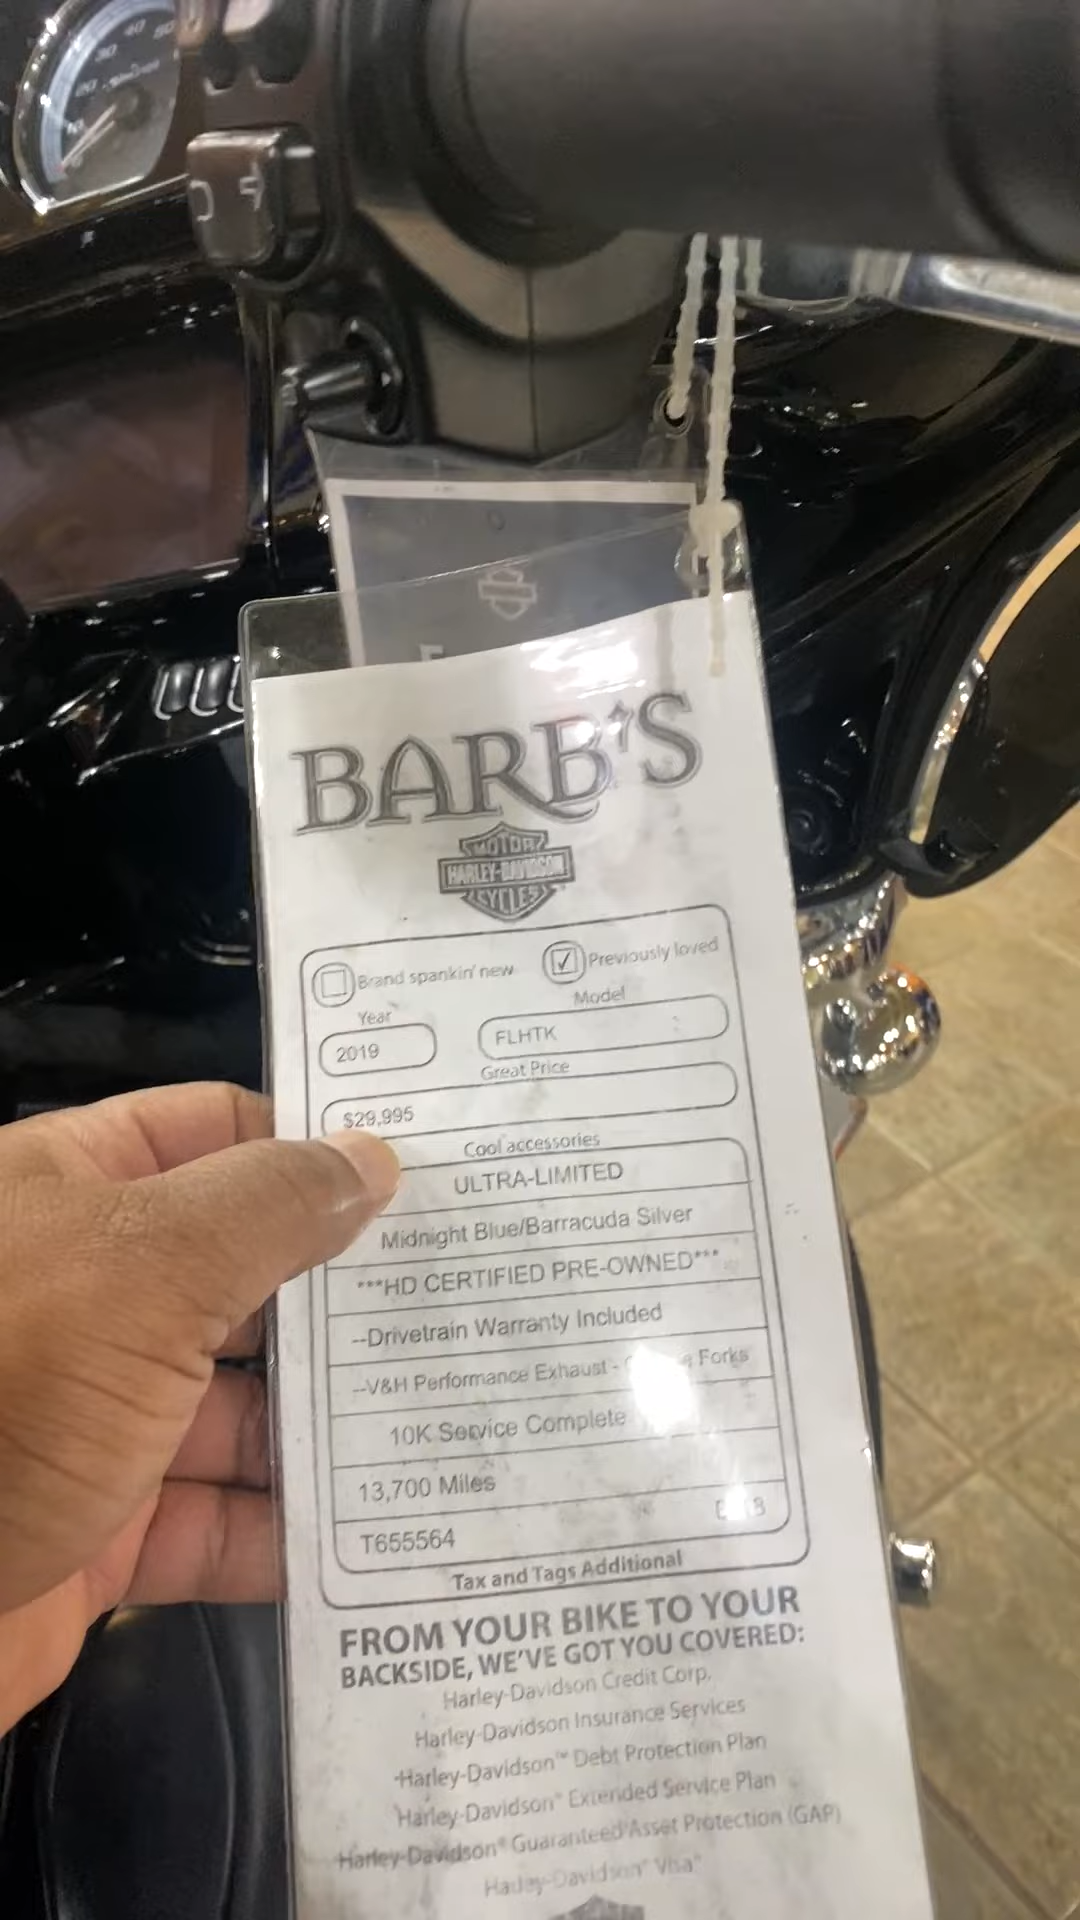 BARB'S
MOTOR
HARLEY-DAVIDSON
CYCLES
Brand spankin' new
Previously loved
Year
Model
2019
FLHTK
Great Price
$29,995
Cool accessories
ULTRA-LIMITED
Midnight Blue/Barracuda Silver
***HD CERTIFIED PRE-OWNED***
--Drivetrain Warranty Included
--V&H Performance Exhaust - Forks
10K Service Complete
13,700 Miles
T655564
Tax and Tags Additional
FROM YOUR BIKE TO YOUR
BACKSIDE, WE'VE GOT YOU COVERED:
Harley-Davidson Credit Corp.
Harley-Davidson Insurance Services
Harley-Davidson™ Debt Protection Plan
Harley-Davidson® Extended Service Plan
Harley-Davidson® Guaranteed Asset Protection (GAP)
Harley-Davidson® Visa®